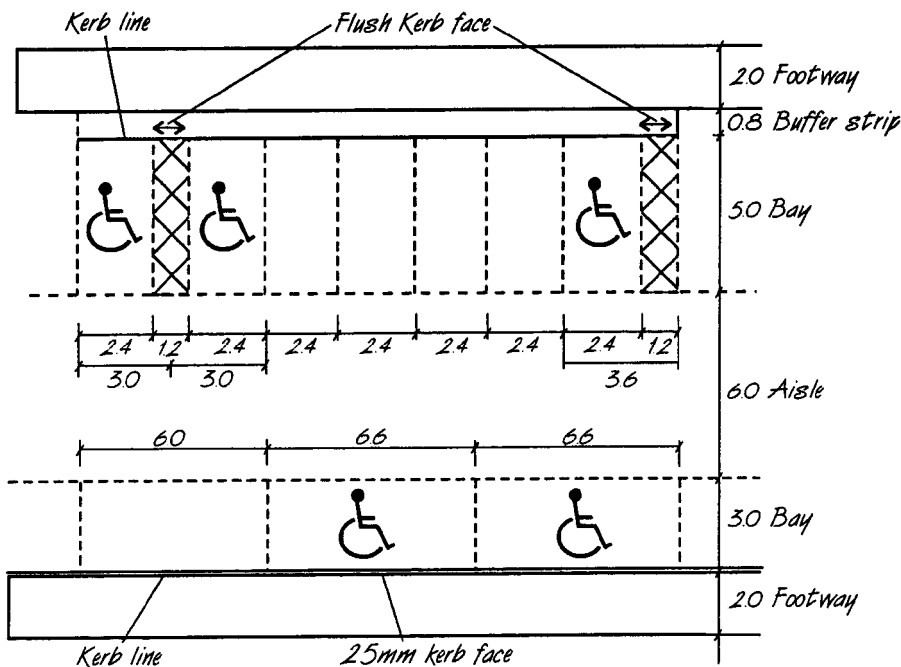 Kerb line
Flush Kerb face
2.0 Footway
0.8 Buffer strip
5.0 Bay
2.4 1.2 2.4 2.4 2.4 2.4 2.4 2.4 1.2
3.0 3.0 3.6
6.0 Aisle
6.0 6.6 6.6
3.0 Bay
2.0 Footway
Kerb line
25mm kerb face